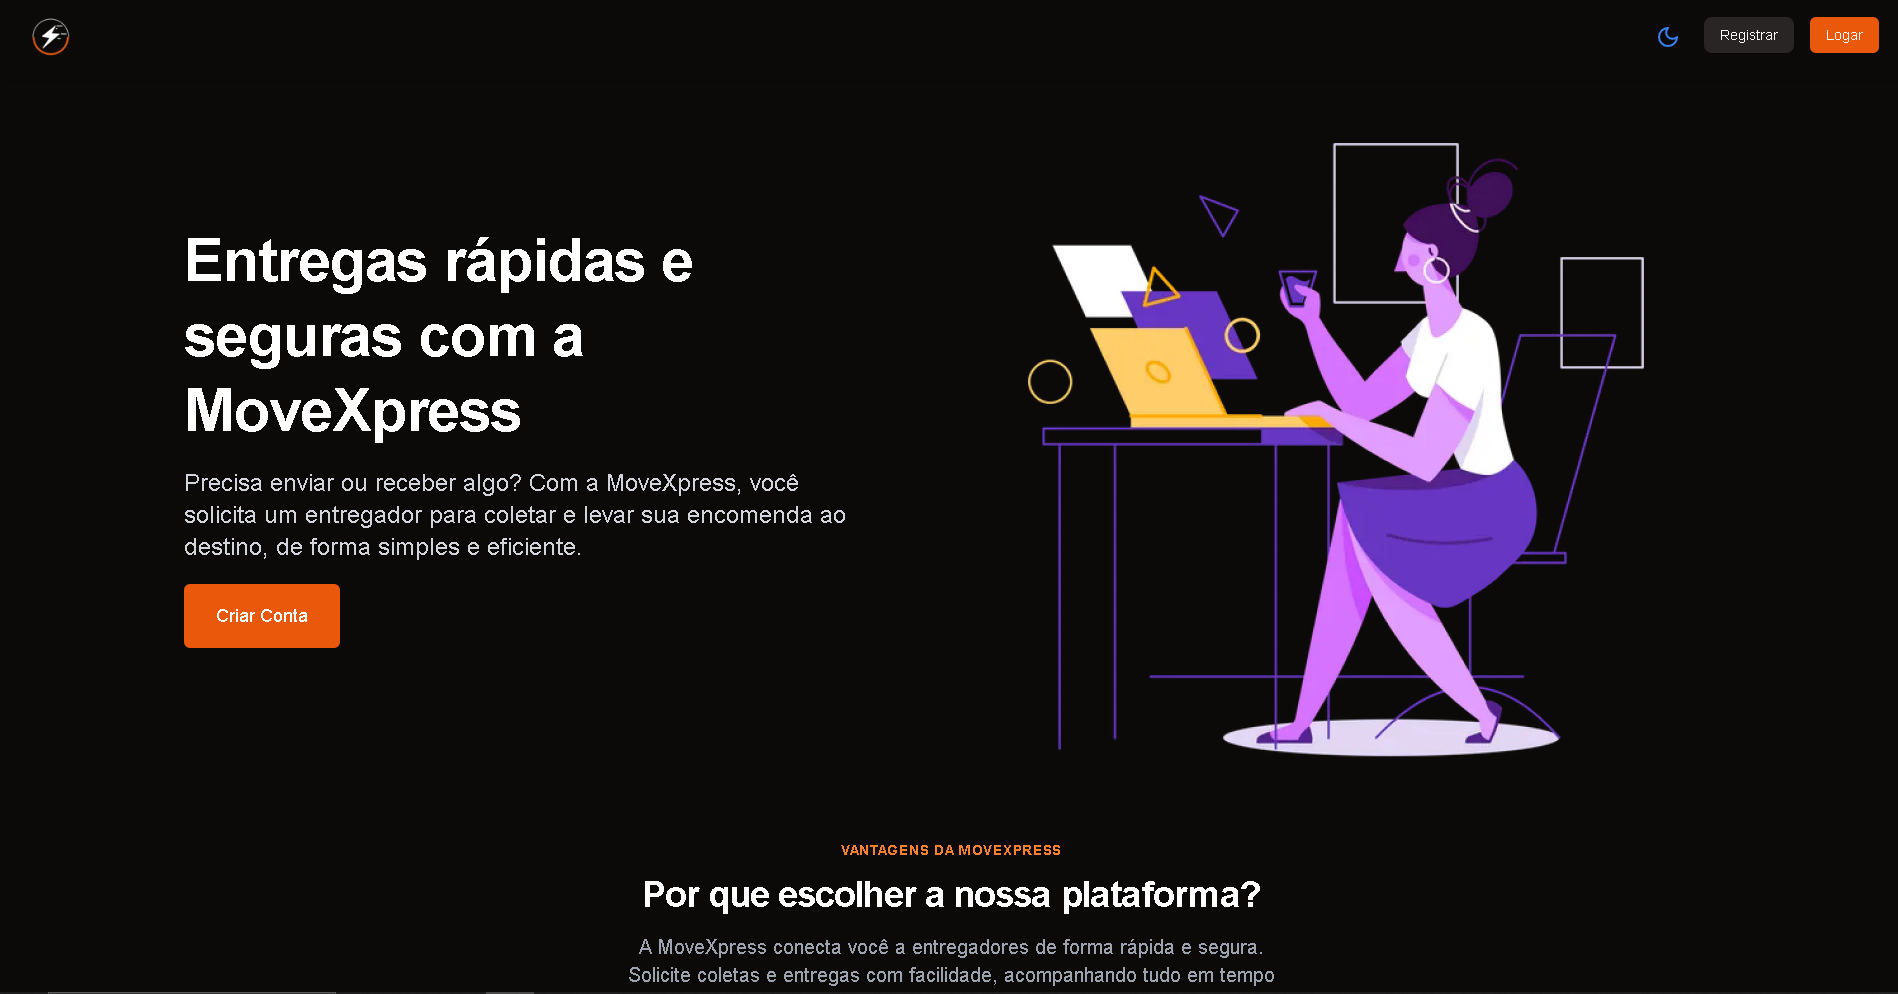 Registrar
Logar
Entregas rápidas e
seguras com a
MoveXpress
Precisa enviar ou receber algo? Com a MoveXpress, você
solicita um entregador para coletar e levar sua encomenda ao
destino, de forma simples e eficiente.
Criar Conta
VANTAGENS DA MOVEXPRESS
Por que escolher a nossa plataforma?
A MoveXpress conecta você a entregadores de forma rápida e segura.
Solicite coletas e entregas com facilidade, acompanhando tudo em tempo